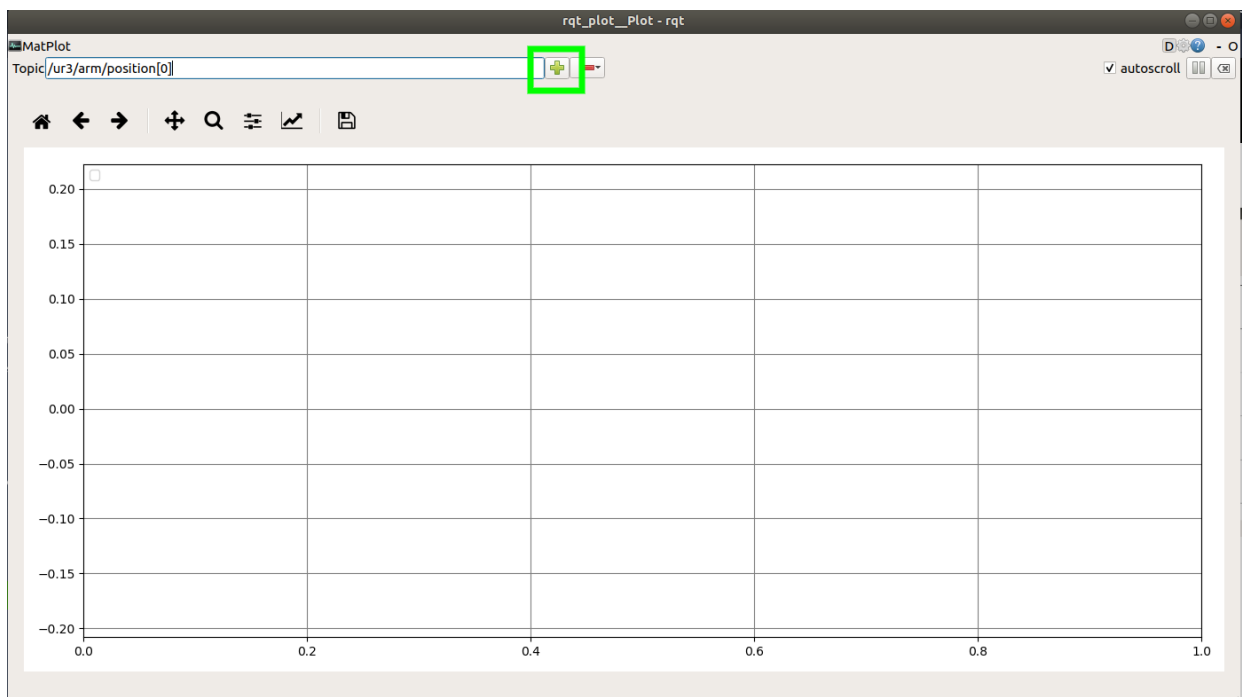 rqt_plot__Plot - rqt
MatPlot D ? - O
Topic /ur3/arm/position[0] autoscroll
0.20
0.15
0.10
0.05
0.00
−0.05
−0.10
−0.15
−0.20
0.0 0.2 0.4 0.6 0.8 1.0